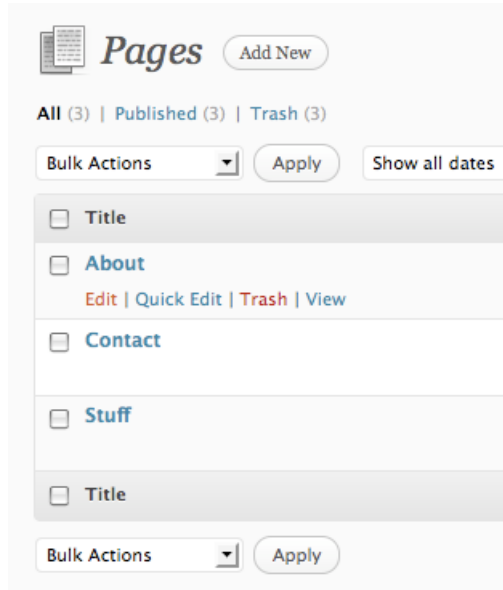 Pages Add New
All (3) | Published (3) | Trash (3)
Bulk Actions Apply Show all dates
Title
About
Edit | Quick Edit | Trash | View
Contact
Stuff
Title
Bulk Actions Apply